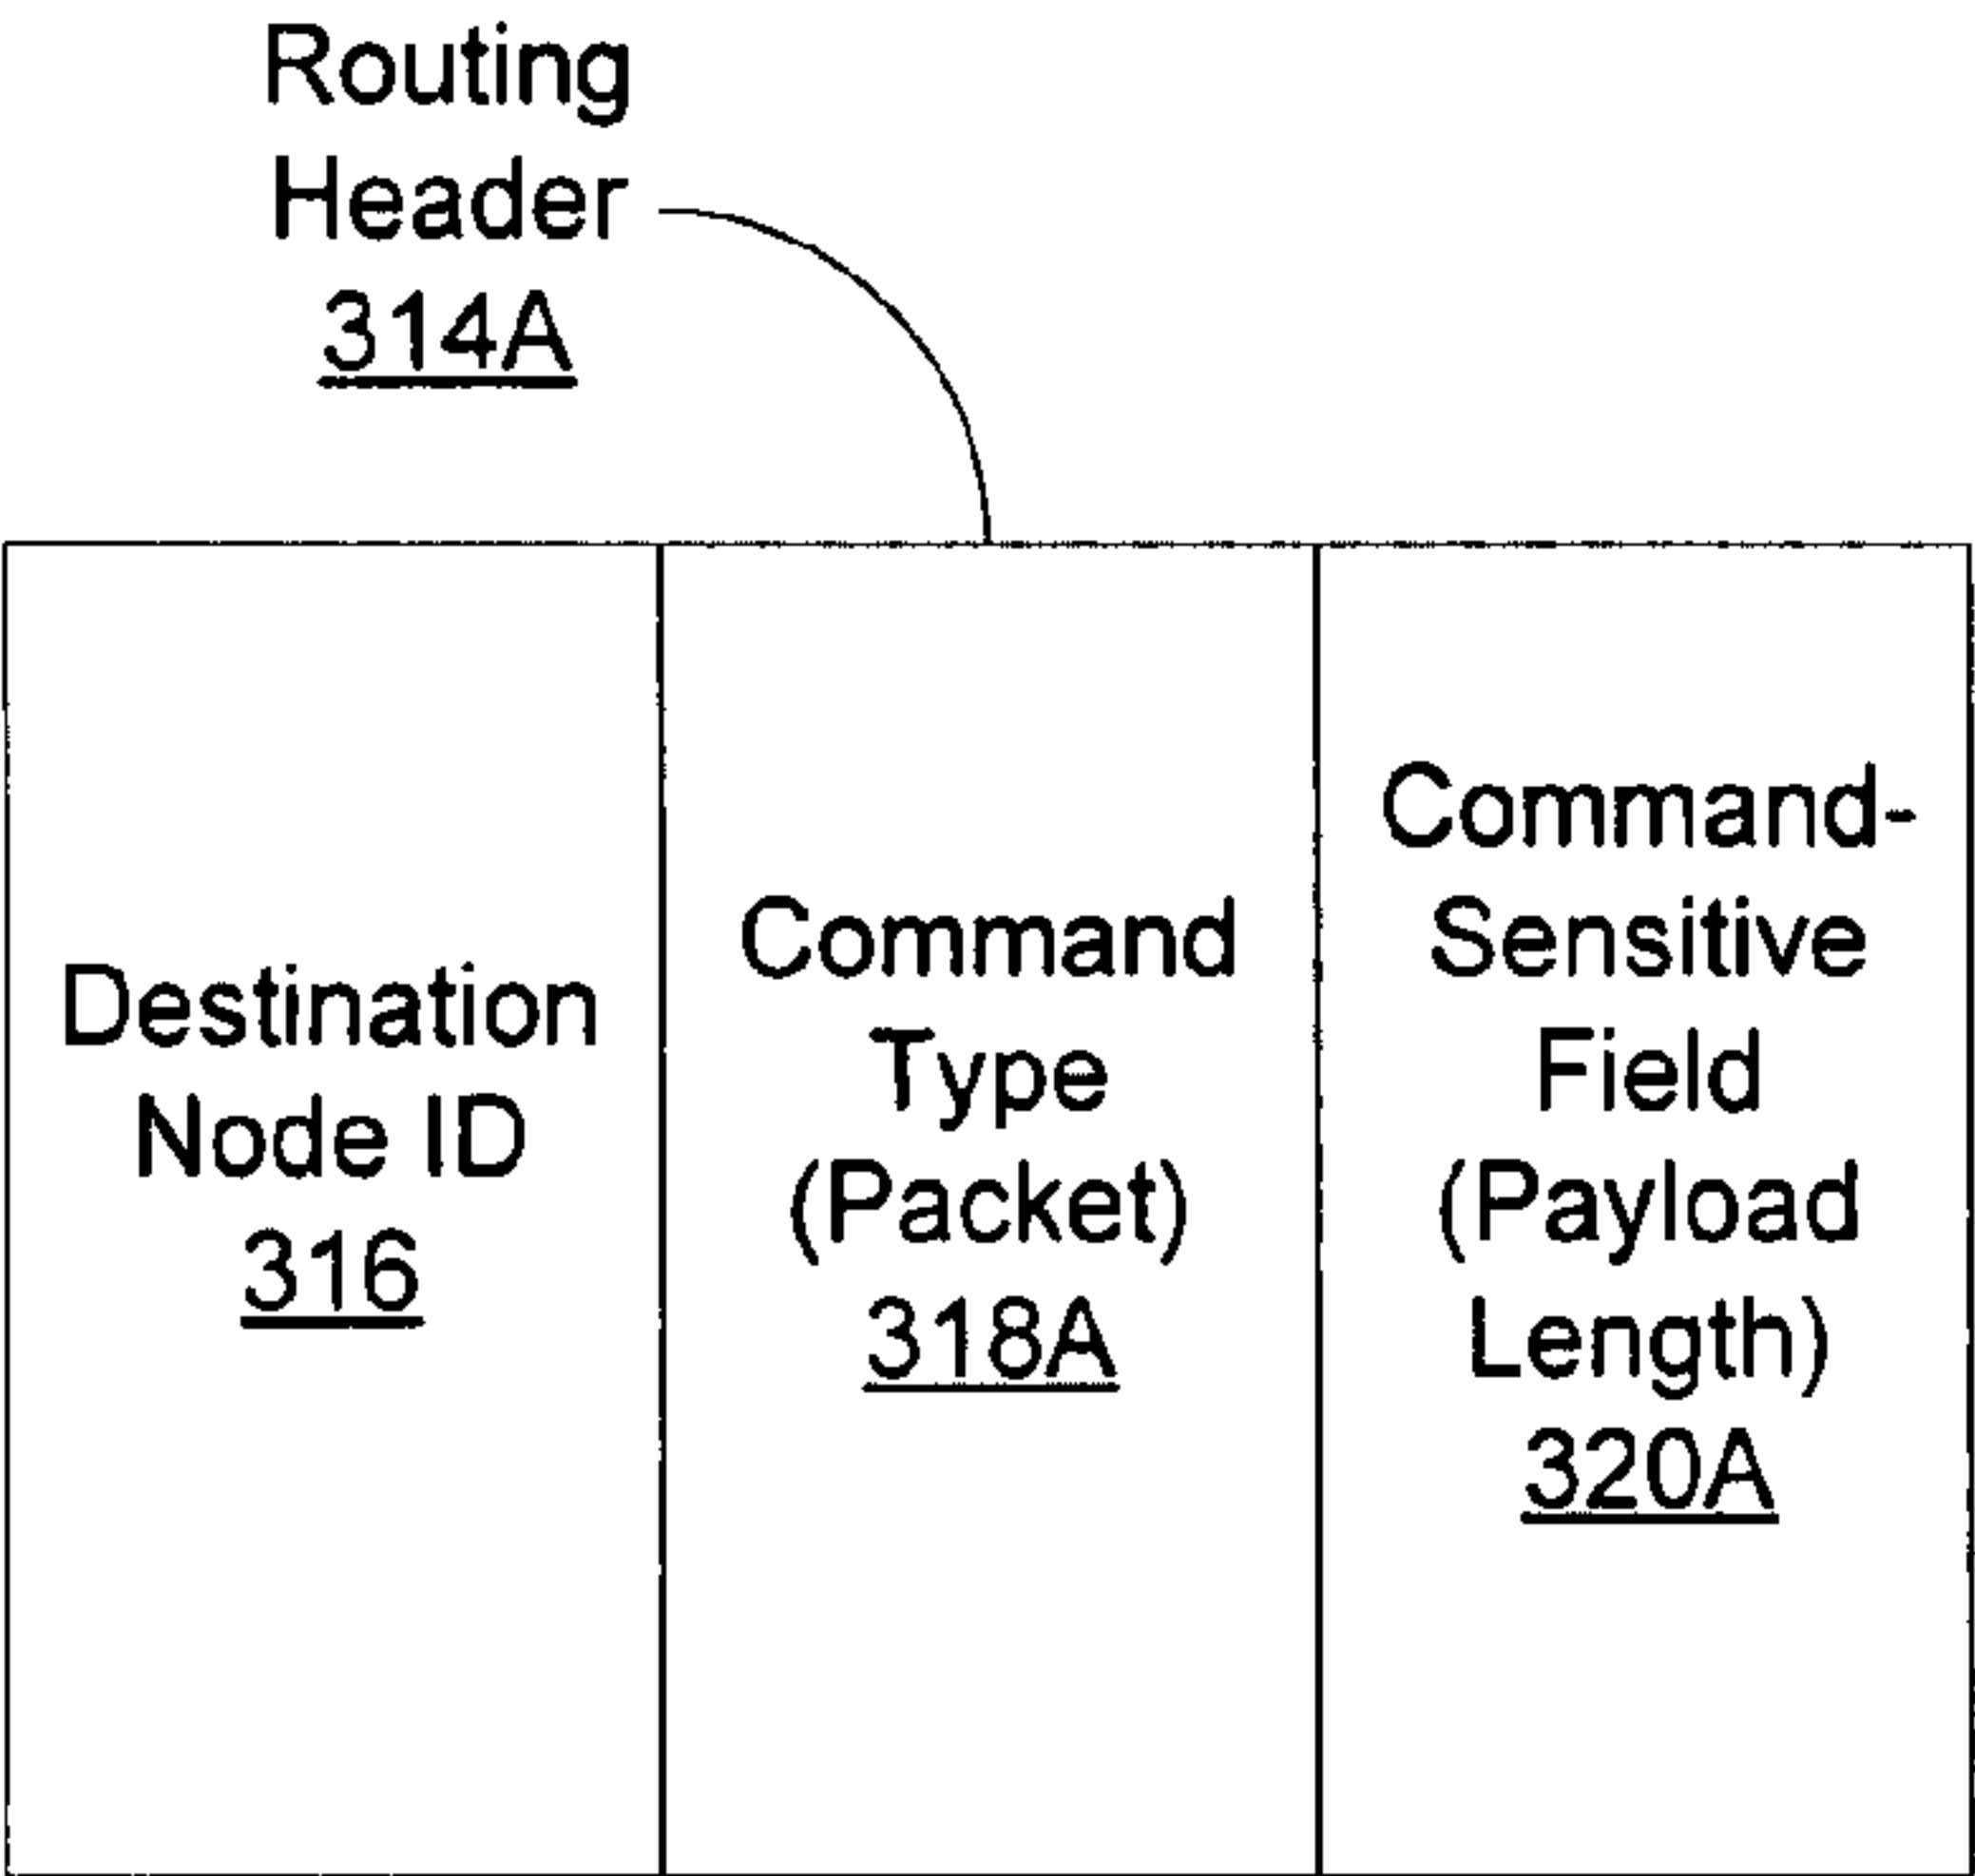 Routing
Header
314A
Destination
Node ID
316
Command
Type
(Packet)
318A
Command-
Sensitive
Field
(Payload
Length)
320A